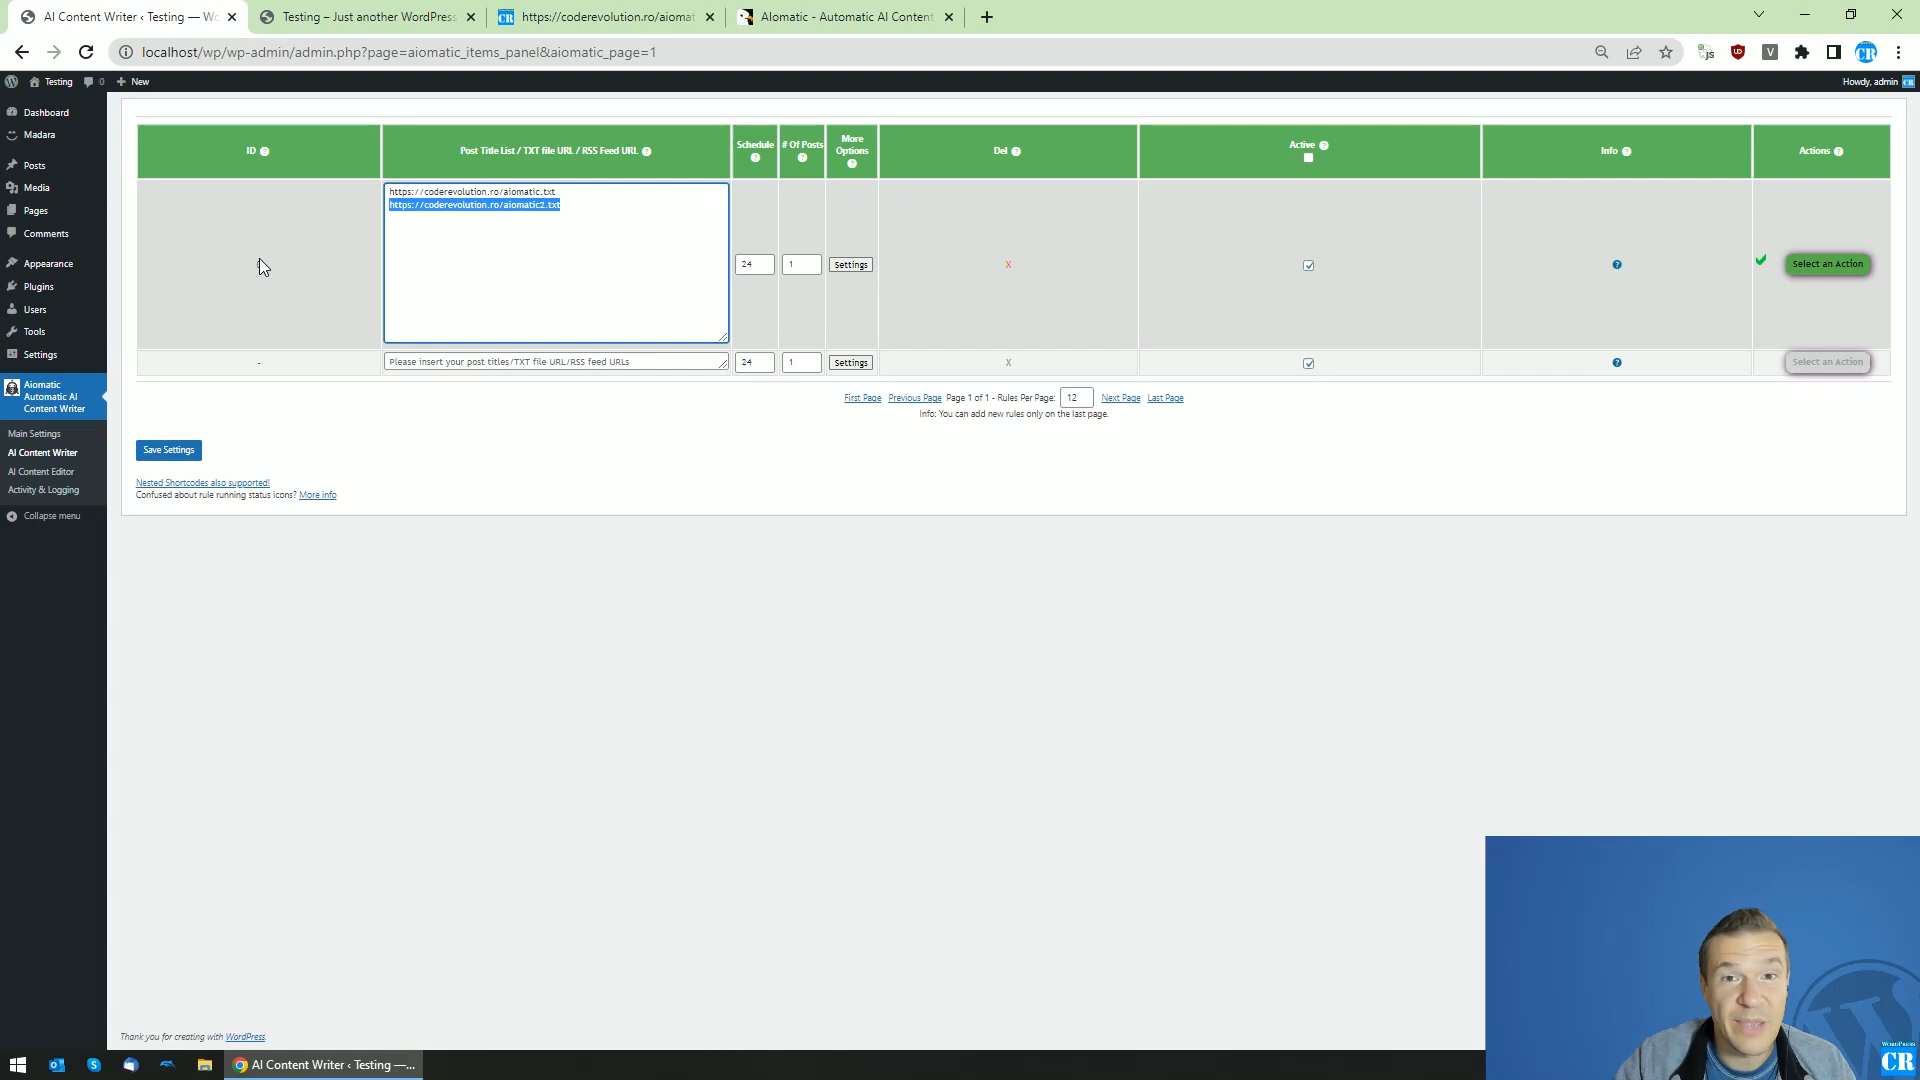 AI Content Writer ‹ Testing — Wo
Testing – Just another WordPress
CR https://coderevolution.ro/aiomat
AIomatic - Automatic AI Content
localhost/wp/wp-admin/admin.php?page=aiomatic_items_panel&aiomatic_page=1
Testing 0 New
Howdy, admin
Dashboard
Madara
Posts
Media
Pages
Comments
Appearance
Plugins
Users
Tools
Settings
Aiomatic
Automatic AI
Content Writer
Main Settings
AI Content Writer
AI Content Editor
Activity & Logging
Collapse menu
ID Post Title List / TXT file URL / RSS Feed URL Schedule # Of Posts More Options Del Active Info Actions
https://coderevolution.ro/aiomatic.txt
https://coderevolution.ro/aiomatic2.txt
24 1 Settings X Select an Action
- Please insert your post titles/TXT file URL/RSS feed URLs 24 1 Settings X Select an Action
First Page Previous Page Page 1 of 1 - Rules Per Page: 12 Next Page Last Page
Info: You can add new rules only on the last page.
Save Settings
Nested Shortcodes also supported!
Confused about rule running status icons? More info
Thank you for creating with WordPress.
AI Content Writer ‹ Testing —...
WORDPRESS
CR